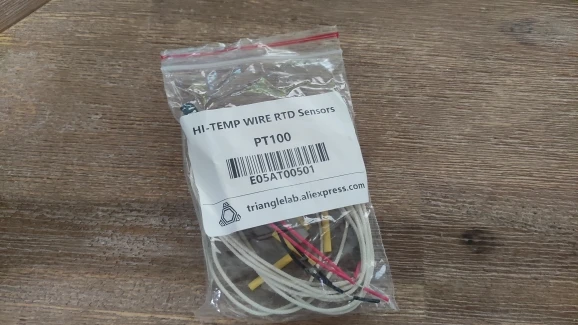 HI-TEMP WIRE RTD Sensors
PT100
E05AT00501
trianglelab.aliexpress.com